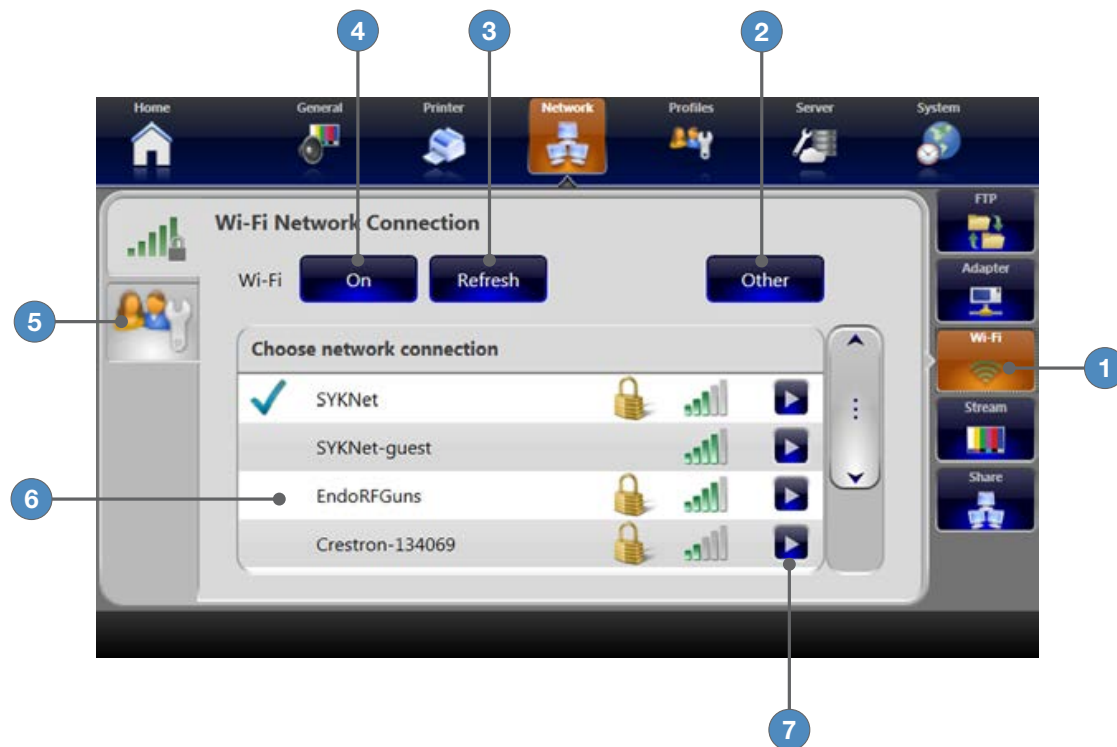 4 3 2
Home General Printer Network Profiles Server System
FTP
Wi-Fi Network Connection
Wi-Fi On Refresh Other
Adapter
5
Choose network connection
Wi-Fi
1
SYKNet
Stream
SYKNet-guest
Share
6
EndoRFGuns
Crestron-134069
7